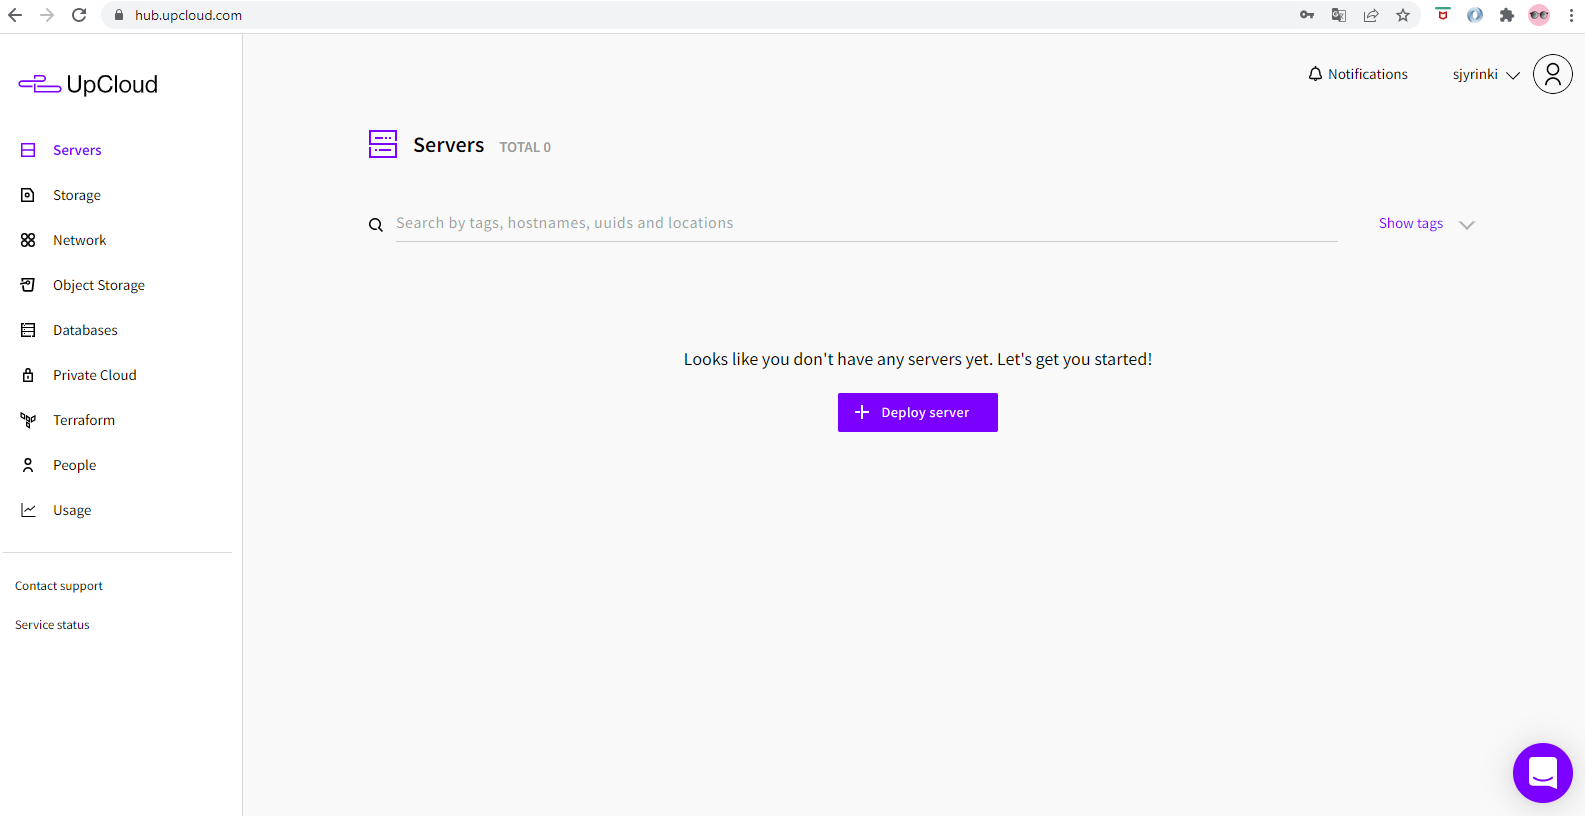 hub.upcloud.com
UpCloud
Notifications
sjyrinki
Servers
Storage
Network
Object Storage
Databases
Private Cloud
Terraform
People
Usage
Contact support
Service status
Servers TOTAL 0
Search by tags, hostnames, uuids and locations
Show tags
Looks like you don't have any servers yet. Let's get you started!
Deploy server